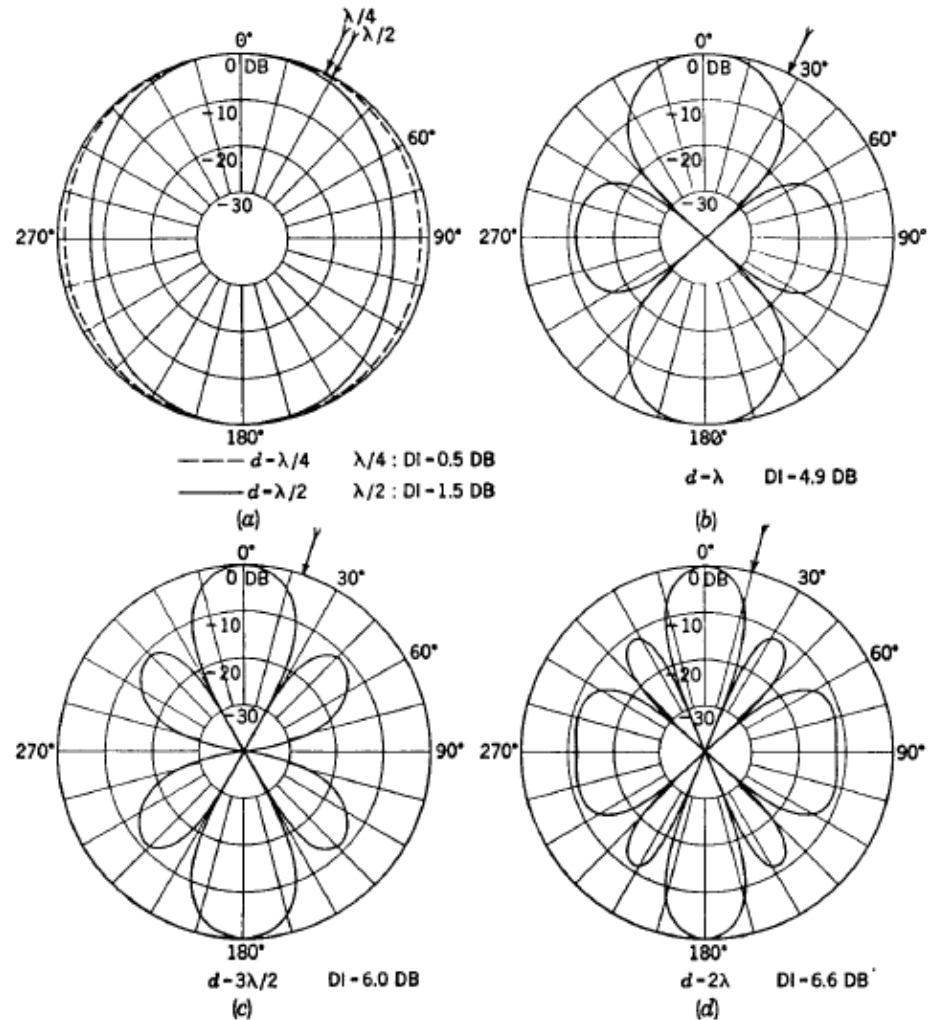 λ/4
λ/2
0°
0 DB
-10
60°
-20
-30
270°
90°
180°
d-λ/4 λ/4 : DI-0.5 DB
d-λ/2 λ/2 : DI-1.5 DB
(a)
0°
0 DB
30°
-10
60°
-20
-30
270°
90°
180°
d-λ DI-4.9 DB
(b)
0°
0 DB
30°
-10
60°
-20
-30
270°
90°
180°
d-3λ/2 DI-6.0 DB
(c)
0°
0 DB
30°
-10
60°
-20
-30
270°
90°
180°
d-2λ DI-6.6 DB
(d)